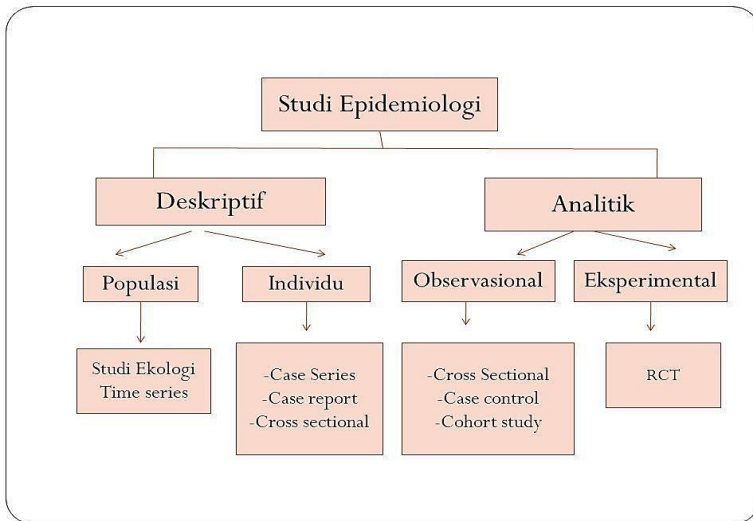 Studi Epidemiologi
Deskriptif
Analitik
Populasi
Individu
Observasional
Eksperimental
Studi Ekologi
Time series
-Case Series
-Case report
-Cross sectional
-Cross Sectional
-Case control
-Cohort study
RCT